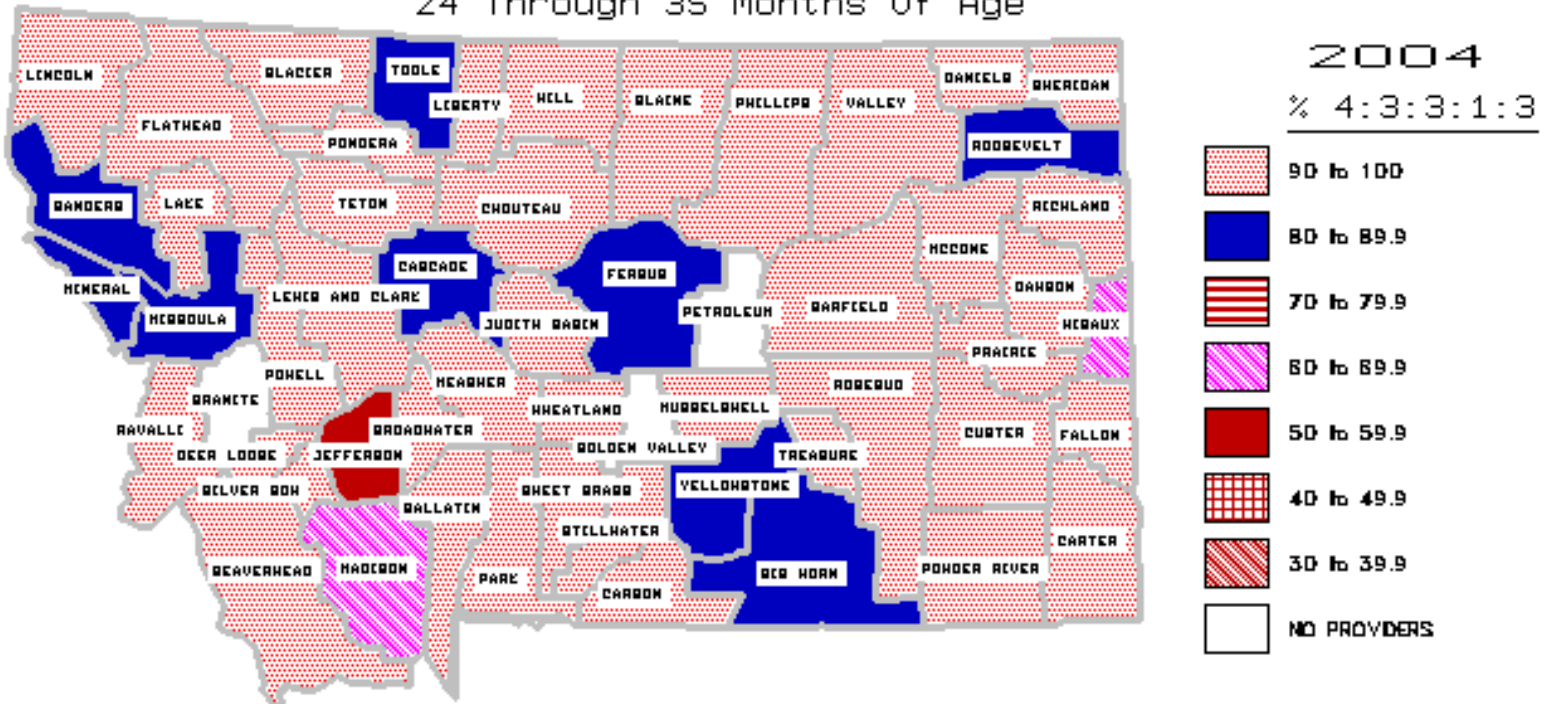 24 Through 35 Months Of Age
LINCOLN
GLACIER
TOOLE
LIBERTY
HILL
BLAINE
PHILLIPS
VALLEY
DANIELS
SHERIDAN
FLATHEAD
PONDERA
ROOSEVELT
SANDERS
LAKE
TETON
CHOUTEAU
RICHLAND
MCCONE
CASCADE
FERGUS
MINERAL
LEWIS AND CLARK
DAWSON
MISSOULA
JUDITH BASIN
PETROLEUM
GARFIELD
WIBAUX
PRAIRIE
POWELL
MEAGHER
ROSEBUD
GRANITE
WHEATLAND
MUSSELSHELL
RAVALLI
BROADWATER
CUSTER
FALLON
DEER LODGE
JEFFERSON
GOLDEN VALLEY
TREASURE
SILVER BOW
SWEET GRASS
YELLOWSTONE
GALLATIN
STILLWATER
CARTER
BEAVERHEAD
MADISON
PARK
BIG HORN
POWDER RIVER
CARBON
2004
% 4:3:3:1:3
90 to 100
80 to 89.9
70 to 79.9
60 to 69.9
50 to 59.9
40 to 49.9
30 to 39.9
NO PROVIDERS